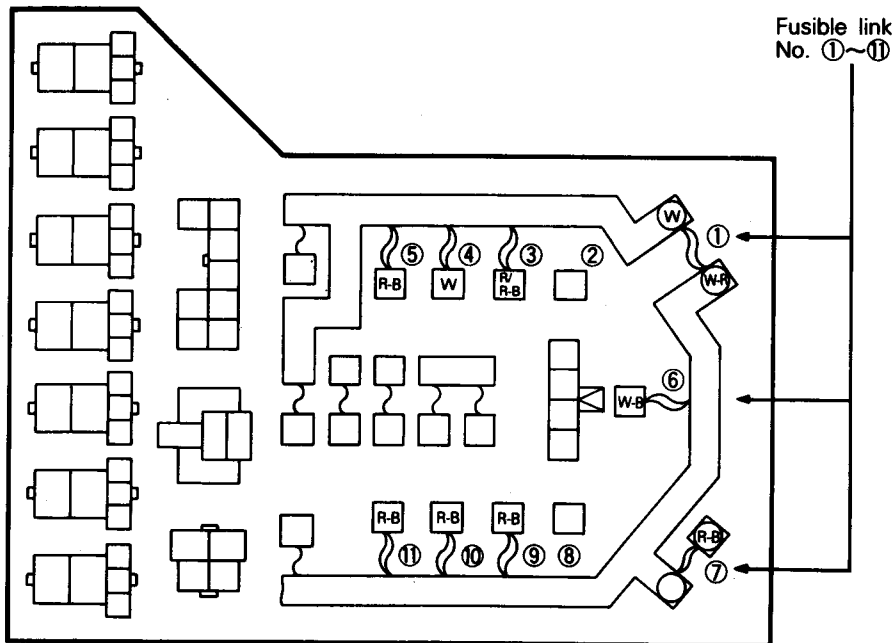 Fusible link
No. ①~⑪
W
①
⑤ ④ ③ ②
R-B W R/R-B
W-R
⑥
W-B
R-B R-B R-B
R-B
⑪ ⑩ ⑨ ⑧
⑦